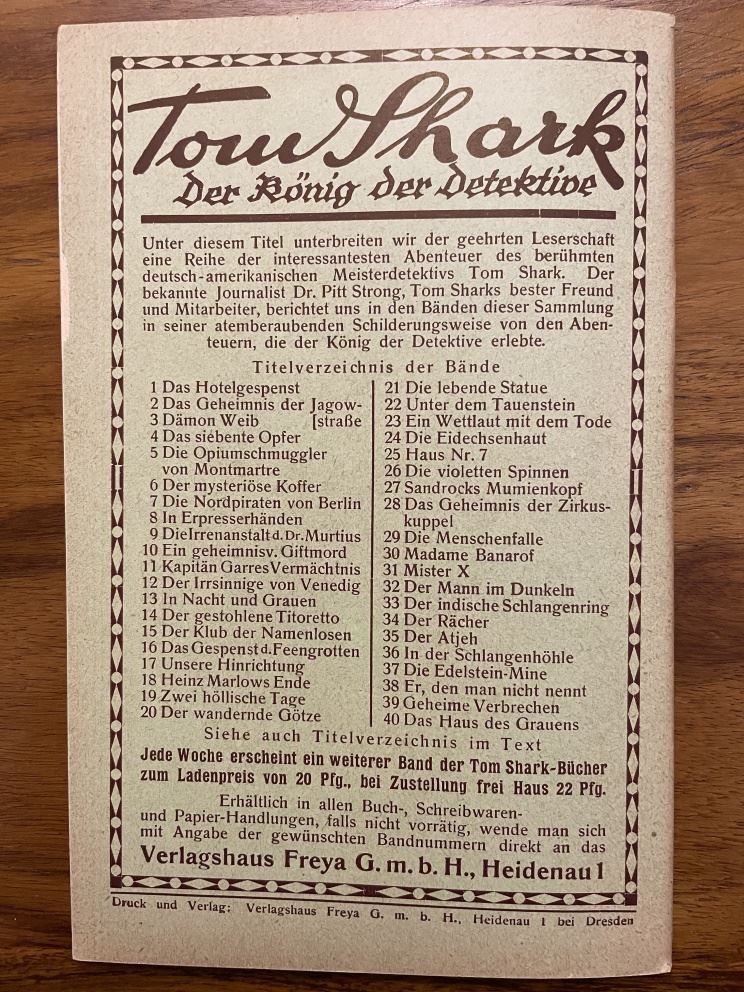 Tom Shark
Der König der Detektive
Unter diesem Titel unterbreiten wir der geehrten Leserschaft
eine Reihe der interessantesten Abenteuer des berühmten
deutsch-amerikanischen Meisterdetektivs Tom Shark. Der
bekannte Journalist Dr. Pitt Strong, Tom Sharks bester Freund
und Mitarbeiter, berichtet uns in den Bänden dieser Sammlung
in seiner atemberaubenden Schilderungsweise von den Aben-
teuern, die der König der Detektive erlebte.
Titelverzeichnis der Bände
1 Das Hotelgespenst
2 Das Geheimnis der Jagow-
3 Dämon Weib [straße
4 Das siebente Opfer
5 Die Opiumschmuggler
von Montmartre
6 Der mysteriöse Koffer
7 Die Nordpiraten von Berlin
8 In Erpresserhänden
9 Die Irrenanstalt d. Dr. Murtius
10 Ein geheimnisv. Giftmord
11 Kapitän Garres Vermächtnis
12 Der Irrsinnige von Venedig
13 In Nacht und Grauen
14 Der gestohlene Titoretto
15 Der Klub der Namenlosen
16 Das Gespenst d. Feengrotten
17 Unsere Hinrichtung
18 Heinz Marlows Ende
19 Zwei höllische Tage
20 Der wandernde Götze
21 Die lebende Statue
22 Unter dem Tauenstein
23 Ein Wettlaut mit dem Tode
24 Die Eidechsenhaut
25 Haus Nr. 7
26 Die violetten Spinnen
27 Sandrocks Mumienkopf
28 Das Geheimnis der Zirkus-
kuppel
29 Die Menschenfalle
30 Madame Banarof
31 Mister X
32 Der Mann im Dunkeln
33 Der indische Schlangenring
34 Der Rächer
35 Der Atjeh
36 In der Schlangenhöhle
37 Die Edelstein-Mine
38 Er, den man nicht nennt
39 Geheime Verbrechen
40 Das Haus des Grauens
Siehe auch Titelverzeichnis im Text
Jede Woche erscheint ein weiterer Band der Tom Shark-Bücher
zum Ladenpreis von 20 Pfg., bei Zustellung frei Haus 22 Pfg.
Erhältlich in allen Buch-, Schreibwaren-
und Papier-Handlungen, falls nicht vorrätig, wende man sich
mit Angabe der gewünschten Bandnummern direkt an das
Verlagshaus Freya G. m. b. H., Heidenau 1
Druck und Verlag: Verlagshaus Freya G. m. b. H., Heidenau 1 bei Dresden